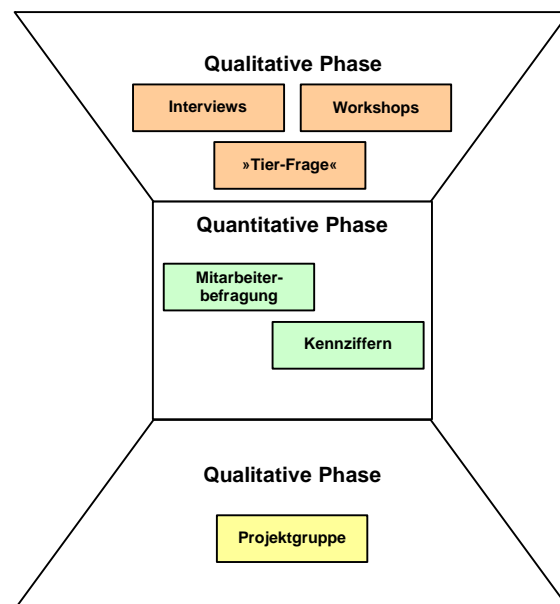 Qualitative Phase
Interviews
Workshops
»Tier-Frage«
Quantitative Phase
Mitarbeiter-
befragung
Kennziffern
Qualitative Phase
Projektgruppe